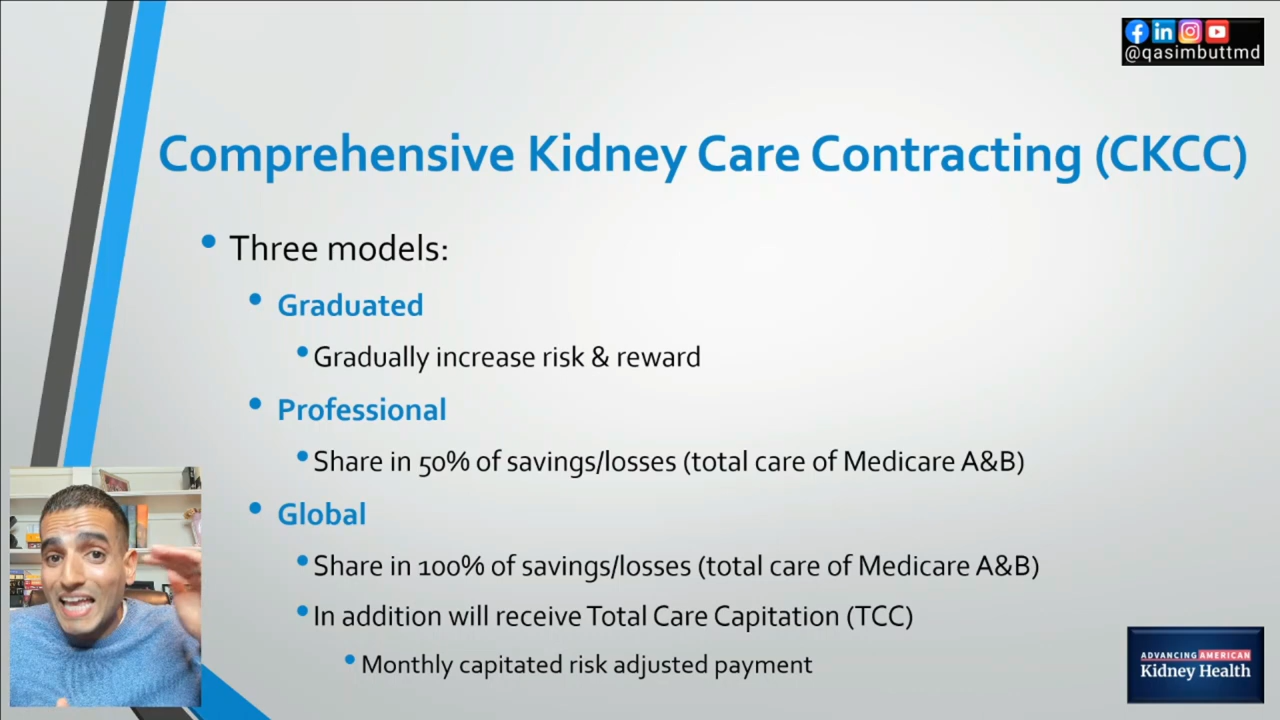 @qasimbuttmd
Comprehensive Kidney Care Contracting (CKCC)
• Three models:
• Graduated
• Gradually increase risk & reward
• Professional
• Share in 50% of savings/losses (total care of Medicare A&B)
• Global
• Share in 100% of savings/losses (total care of Medicare A&B)
• In addition will receive Total Care Capitation (TCC)
• Monthly capitated risk adjusted payment
ADVANCING AMERICAN
Kidney Health